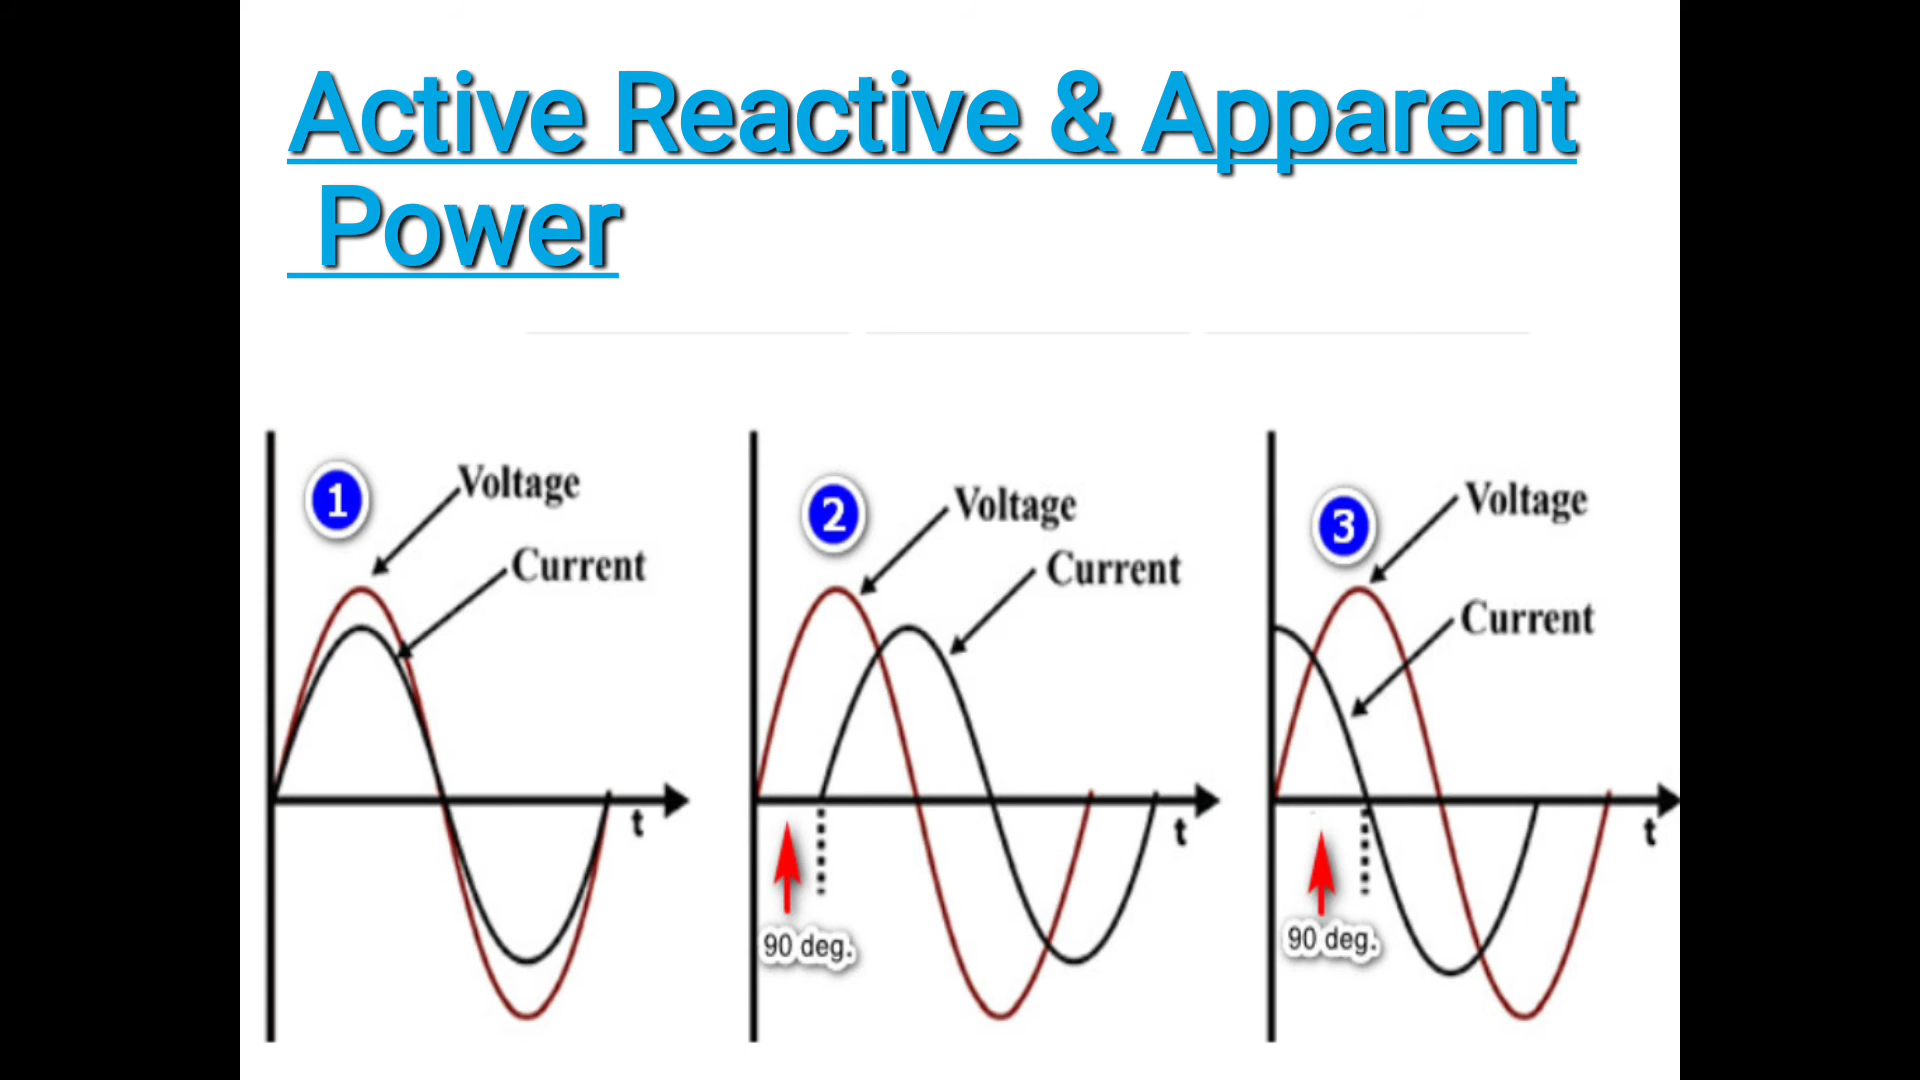 Active Reactive & Apparent
Power
1
Voltage
Current
t
2
Voltage
Current
t
90 deg.
3
Voltage
Current
t
90 deg.